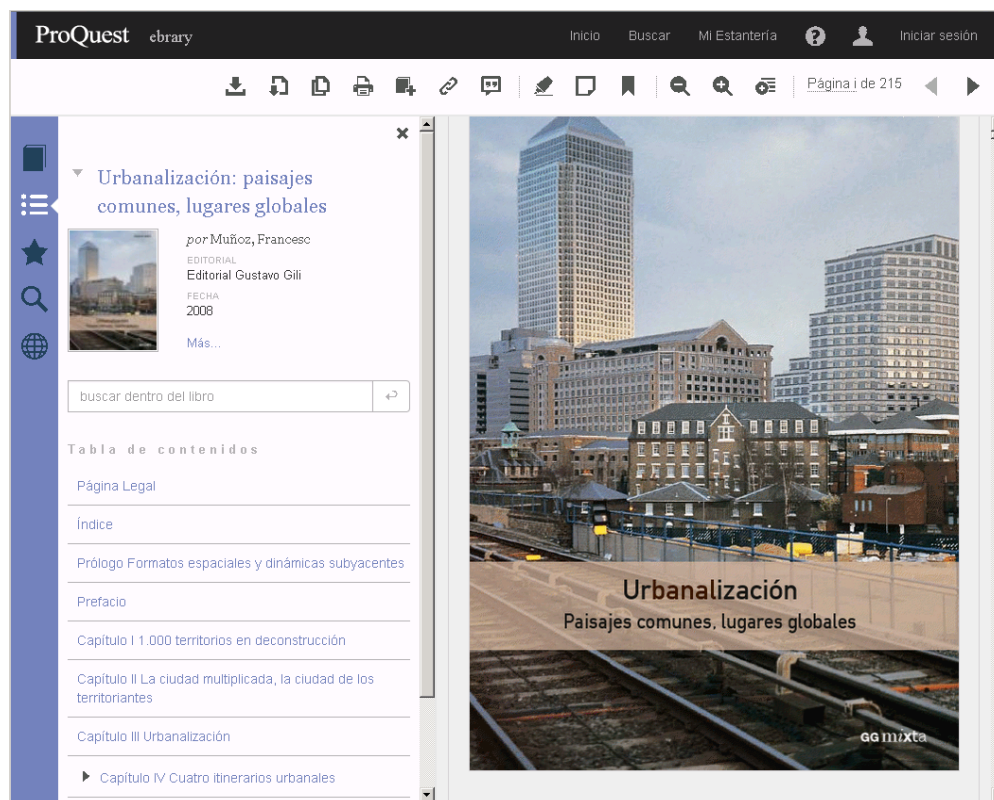 ProQuest ebrary
Inicio Buscar Mi Estantería ? Iniciar sesión
Página i de 215
Urbanalización: paisajes
comunes, lugares globales
por Muñoz, Francesc
EDITORIAL
Editorial Gustavo Gili
FECHA
2008
Más...
buscar dentro del libro
Tabla de contenidos
Página Legal
Índice
Prólogo Formatos espaciales y dinámicas subyacentes
Prefacio
Capítulo I 1.000 territorios en deconstrucción
Capítulo II La ciudad multiplicada, la ciudad de los
territoriantes
Capítulo III Urbanalización
Capítulo IV Cuatro itinerarios urbanales
Urbanalización
Paisajes comunes, lugares globales
GG mixta